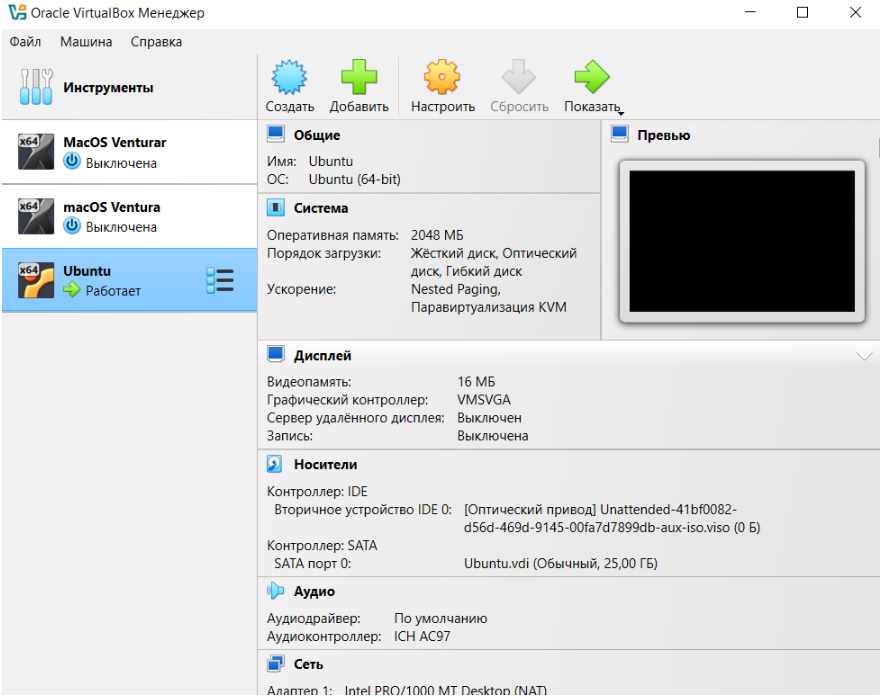 Oracle VirtualBox Менеджер
Файл Машина Справка
Инструменты
Создать Добавить Настроить Сбросить Показать
x64 MacOS Venturar
Выключена
x64 macOS Ventura
Выключена
x64 Ubuntu
Работает
Общие
Имя: Ubuntu
ОС: Ubuntu (64-bit)
Превью
Система
Оперативная память: 2048 МБ
Порядок загрузки: Жёсткий диск, Оптический
диск, Гибкий диск
Ускорение: Nested Paging,
Паравиртуализация KVM
Дисплей
Видеопамять: 16 МБ
Графический контроллер: VMSVGA
Сервер удалённого дисплея: Выключен
Запись: Выключена
Носители
Контроллер: IDE
Вторичное устройство IDE 0: [Оптический привод] Unattended-41bf0082-
d56d-469d-9145-00fa7d7899db-aux-iso.viso (0 Б)
Контроллер: SATA
SATA порт 0: Ubuntu.vdi (Обычный, 25,00 ГБ)
Аудио
Аудиодрайвер: По умолчанию
Аудиоконтроллер: ICH AC97
Сеть
Адаптер 1: Intel PRO/1000 MT Desktop (NAT)